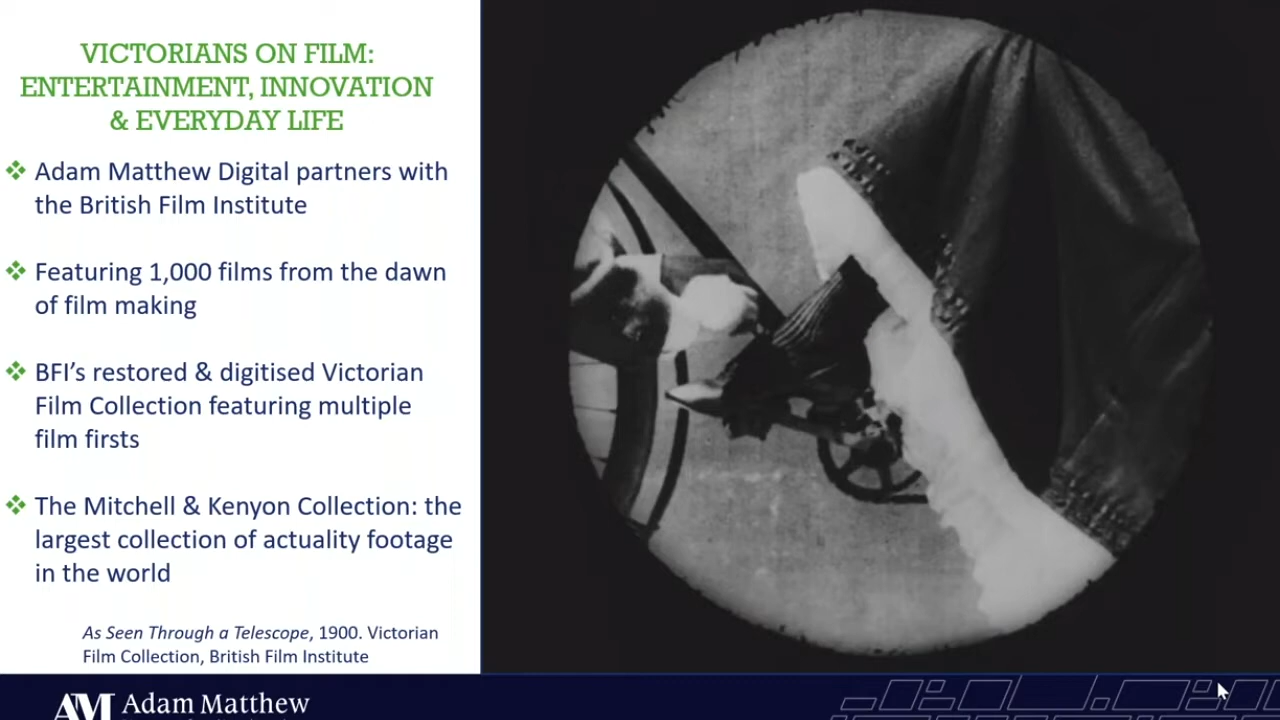 VICTORIANS ON FILM:
ENTERTAINMENT, INNOVATION
& EVERYDAY LIFE
Adam Matthew Digital partners with
the British Film Institute
Featuring 1,000 films from the dawn
of film making
BFI’s restored & digitised Victorian
Film Collection featuring multiple
film firsts
The Mitchell & Kenyon Collection: the
largest collection of actuality footage
in the world
As Seen Through a Telescope, 1900. Victorian
Film Collection, British Film Institute
AM Adam Matthew